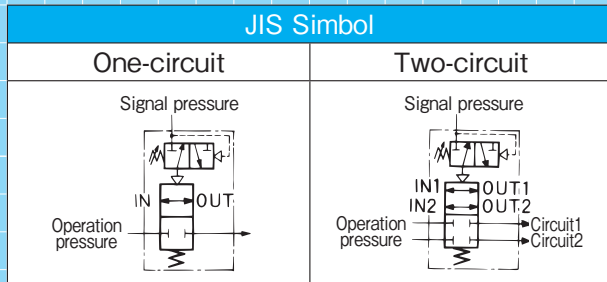 JIS Simbol
One-circuit
Two-circuit
Signal pressure
IN OUT
Operation
pressure
Signal pressure
IN1 OUT1
IN2 OUT2
Operation
pressure
Circuit1
Circuit2